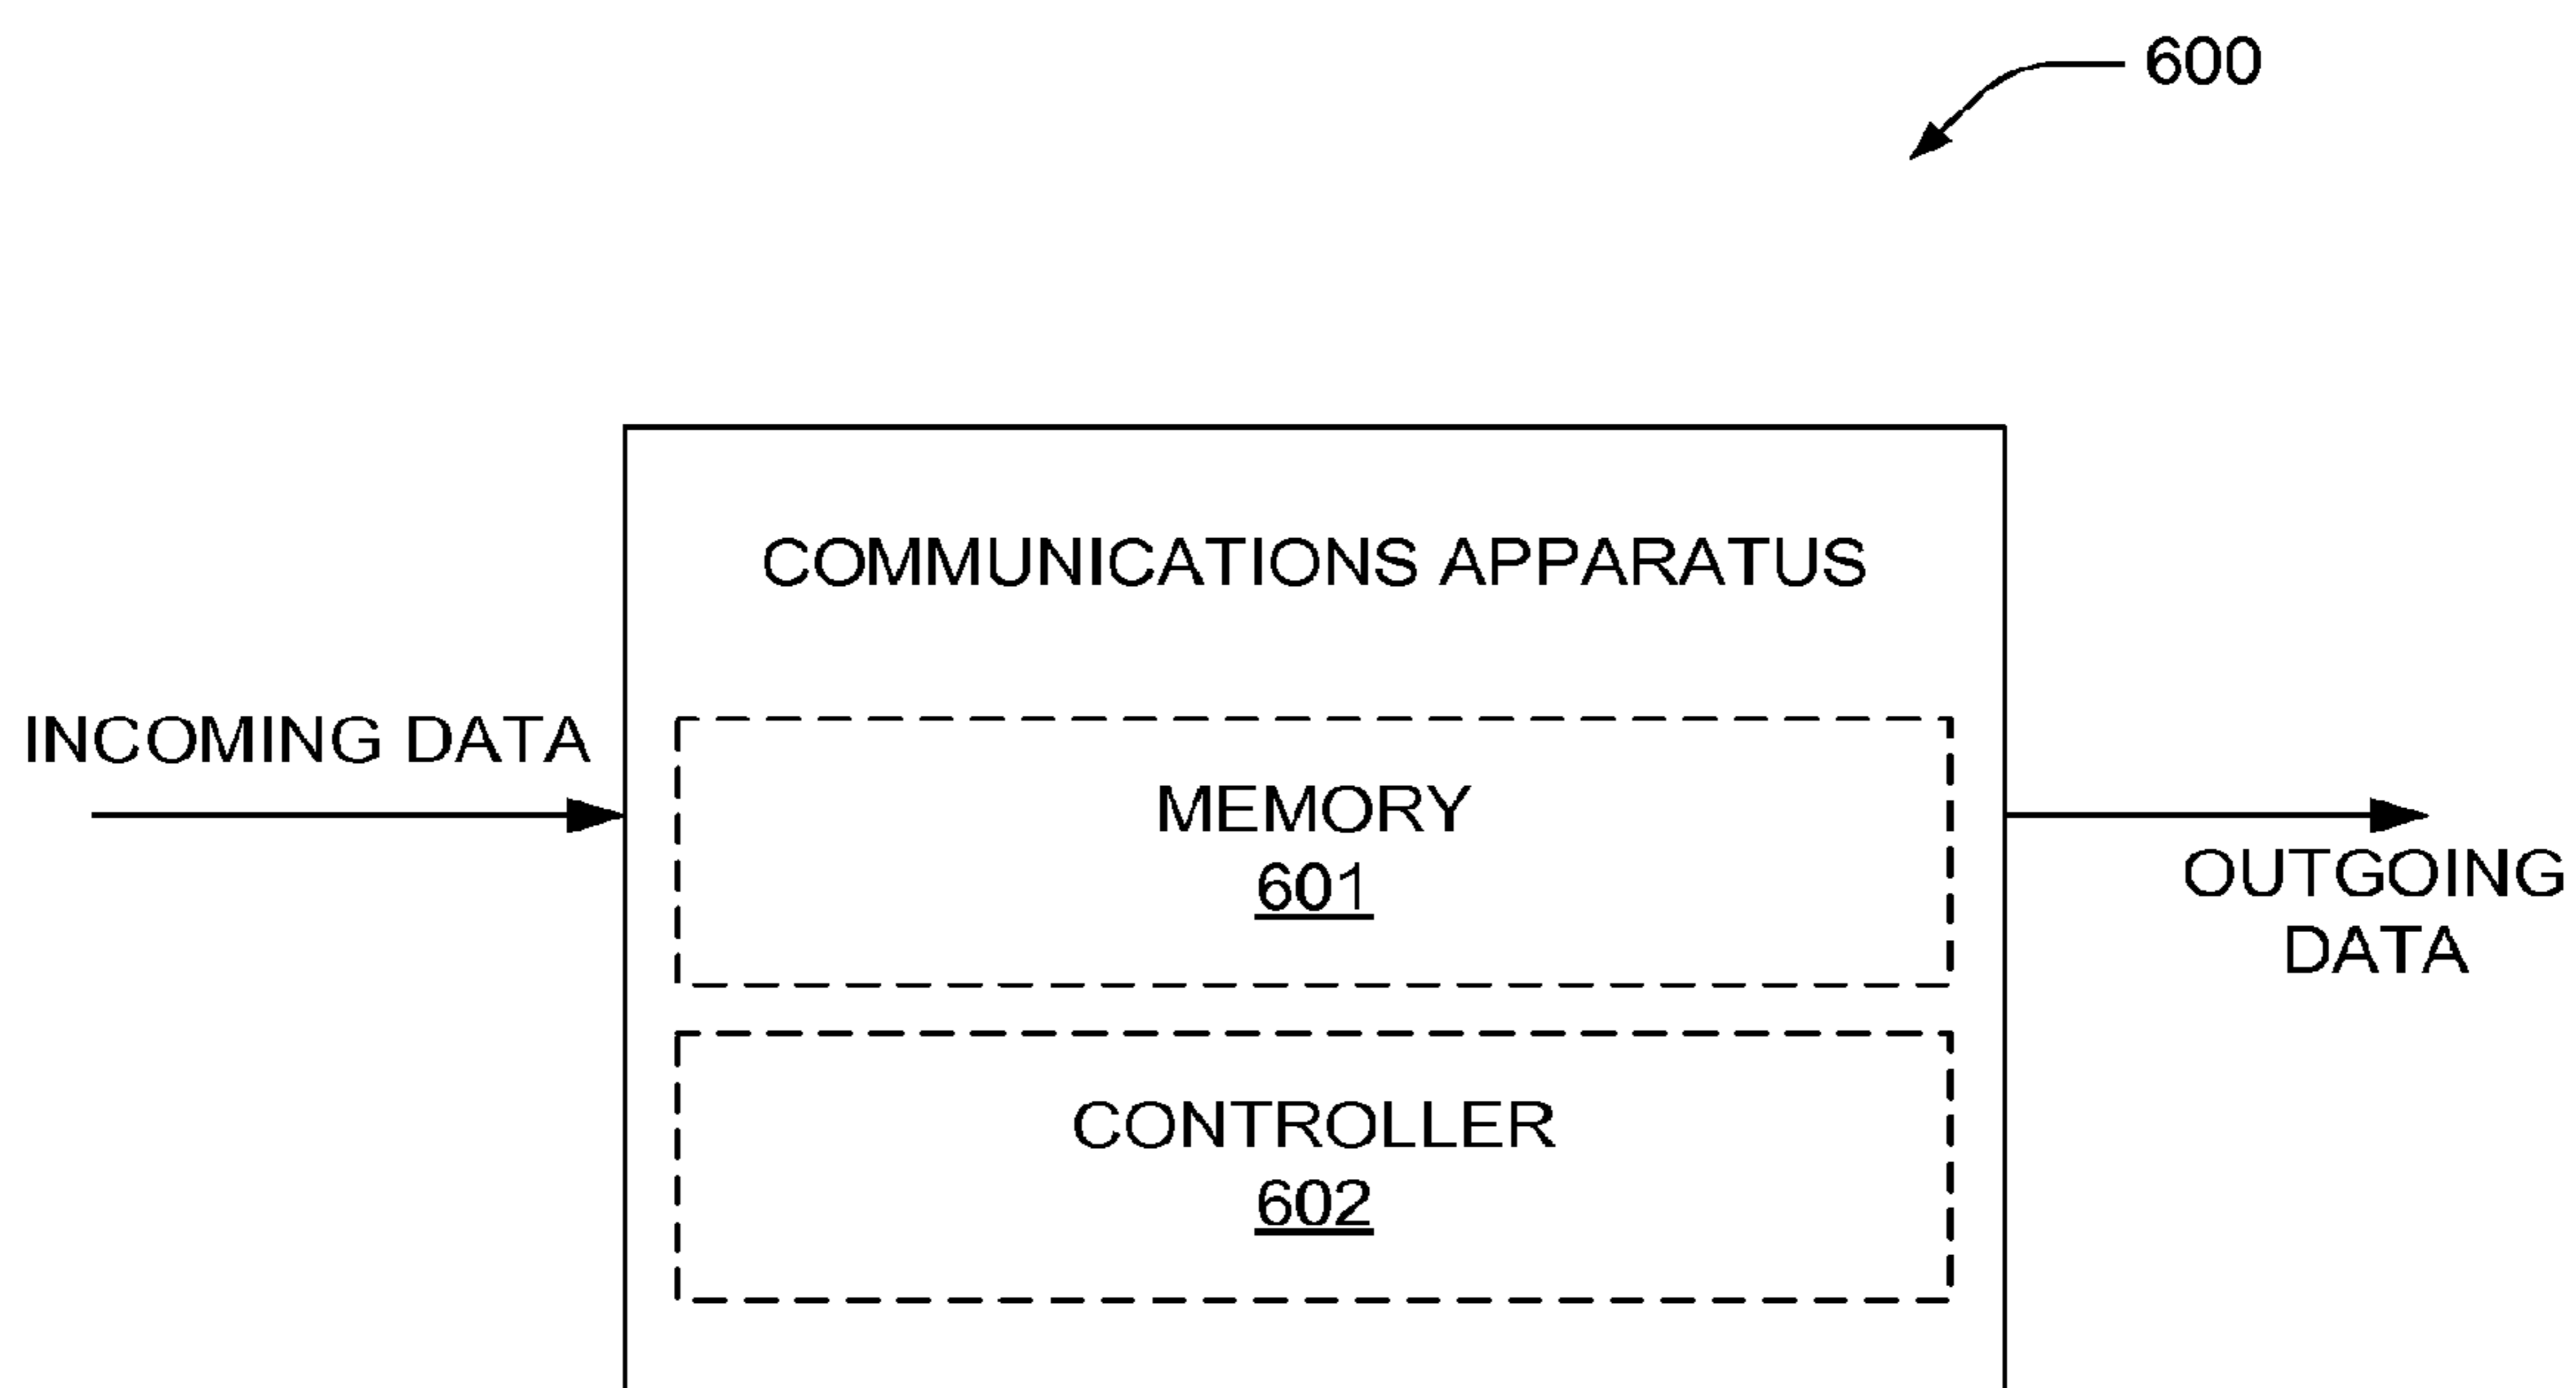 600
COMMUNICATIONS APPARATUS
INCOMING DATA
MEMORY
601
OUTGOING
DATA
CONTROLLER
602